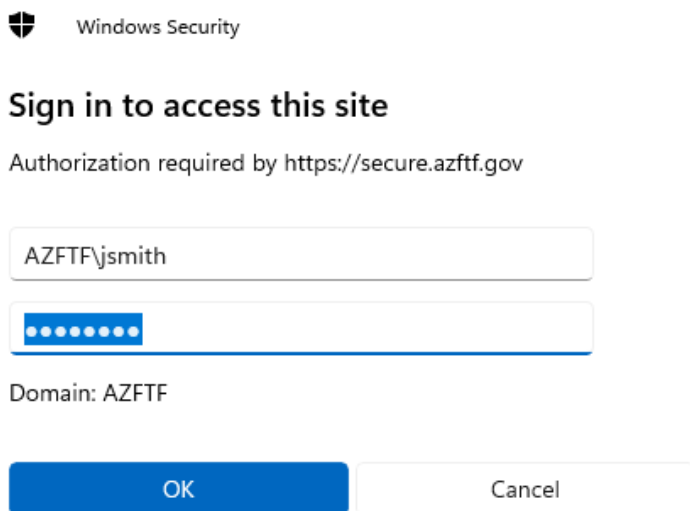 Windows Security
Sign in to access this site
Authorization required by https://secure.azftf.gov
AZFTF\jsmith
••••••••
Domain: AZFTF
OK
Cancel